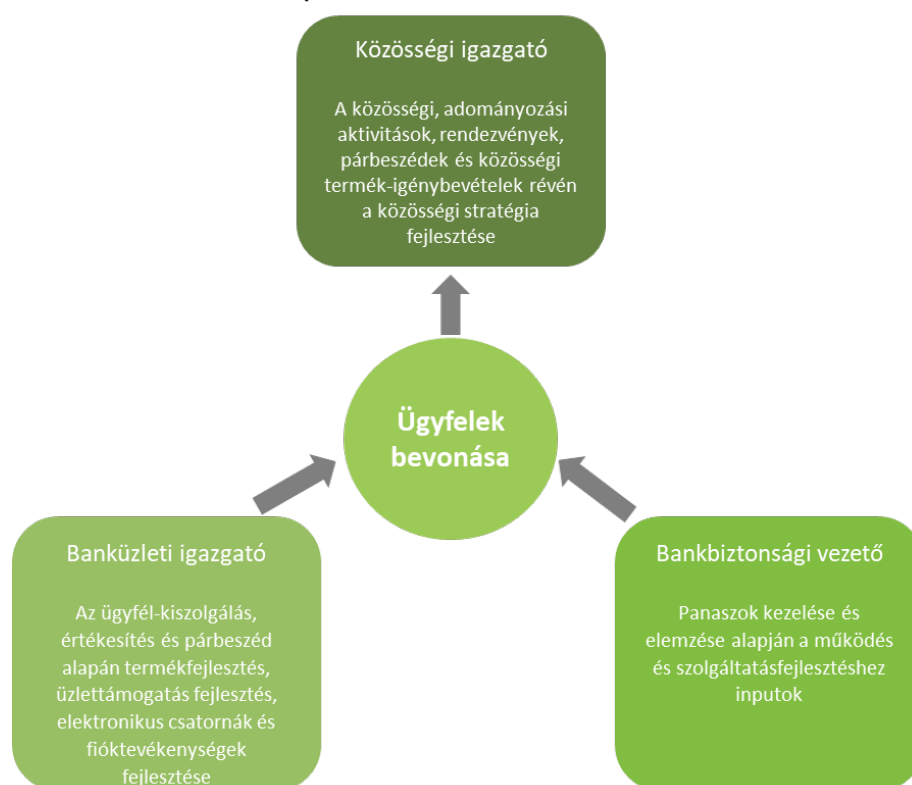 Közösségi igazgató
A közösségi, adományozási
aktivitások, rendezvények,
párbeszédek és közösségi
termék-igénybevételek révén
a közösségi stratégia
fejlesztése
Ügyfelek
bevonása
Banküzleti igazgató
Az ügyfél-kiszolgálás,
értékesítés és párbeszéd
alapán termékfejlesztés,
üzlettámogatás fejlesztés,
elektronikus csatornák és
fióktevékenységek
fejlesztése
Bankbiztonsági vezető
Panaszok kezelése és
elemzése alapján a működés
és szolgáltatásfejlesztéshez
inputok